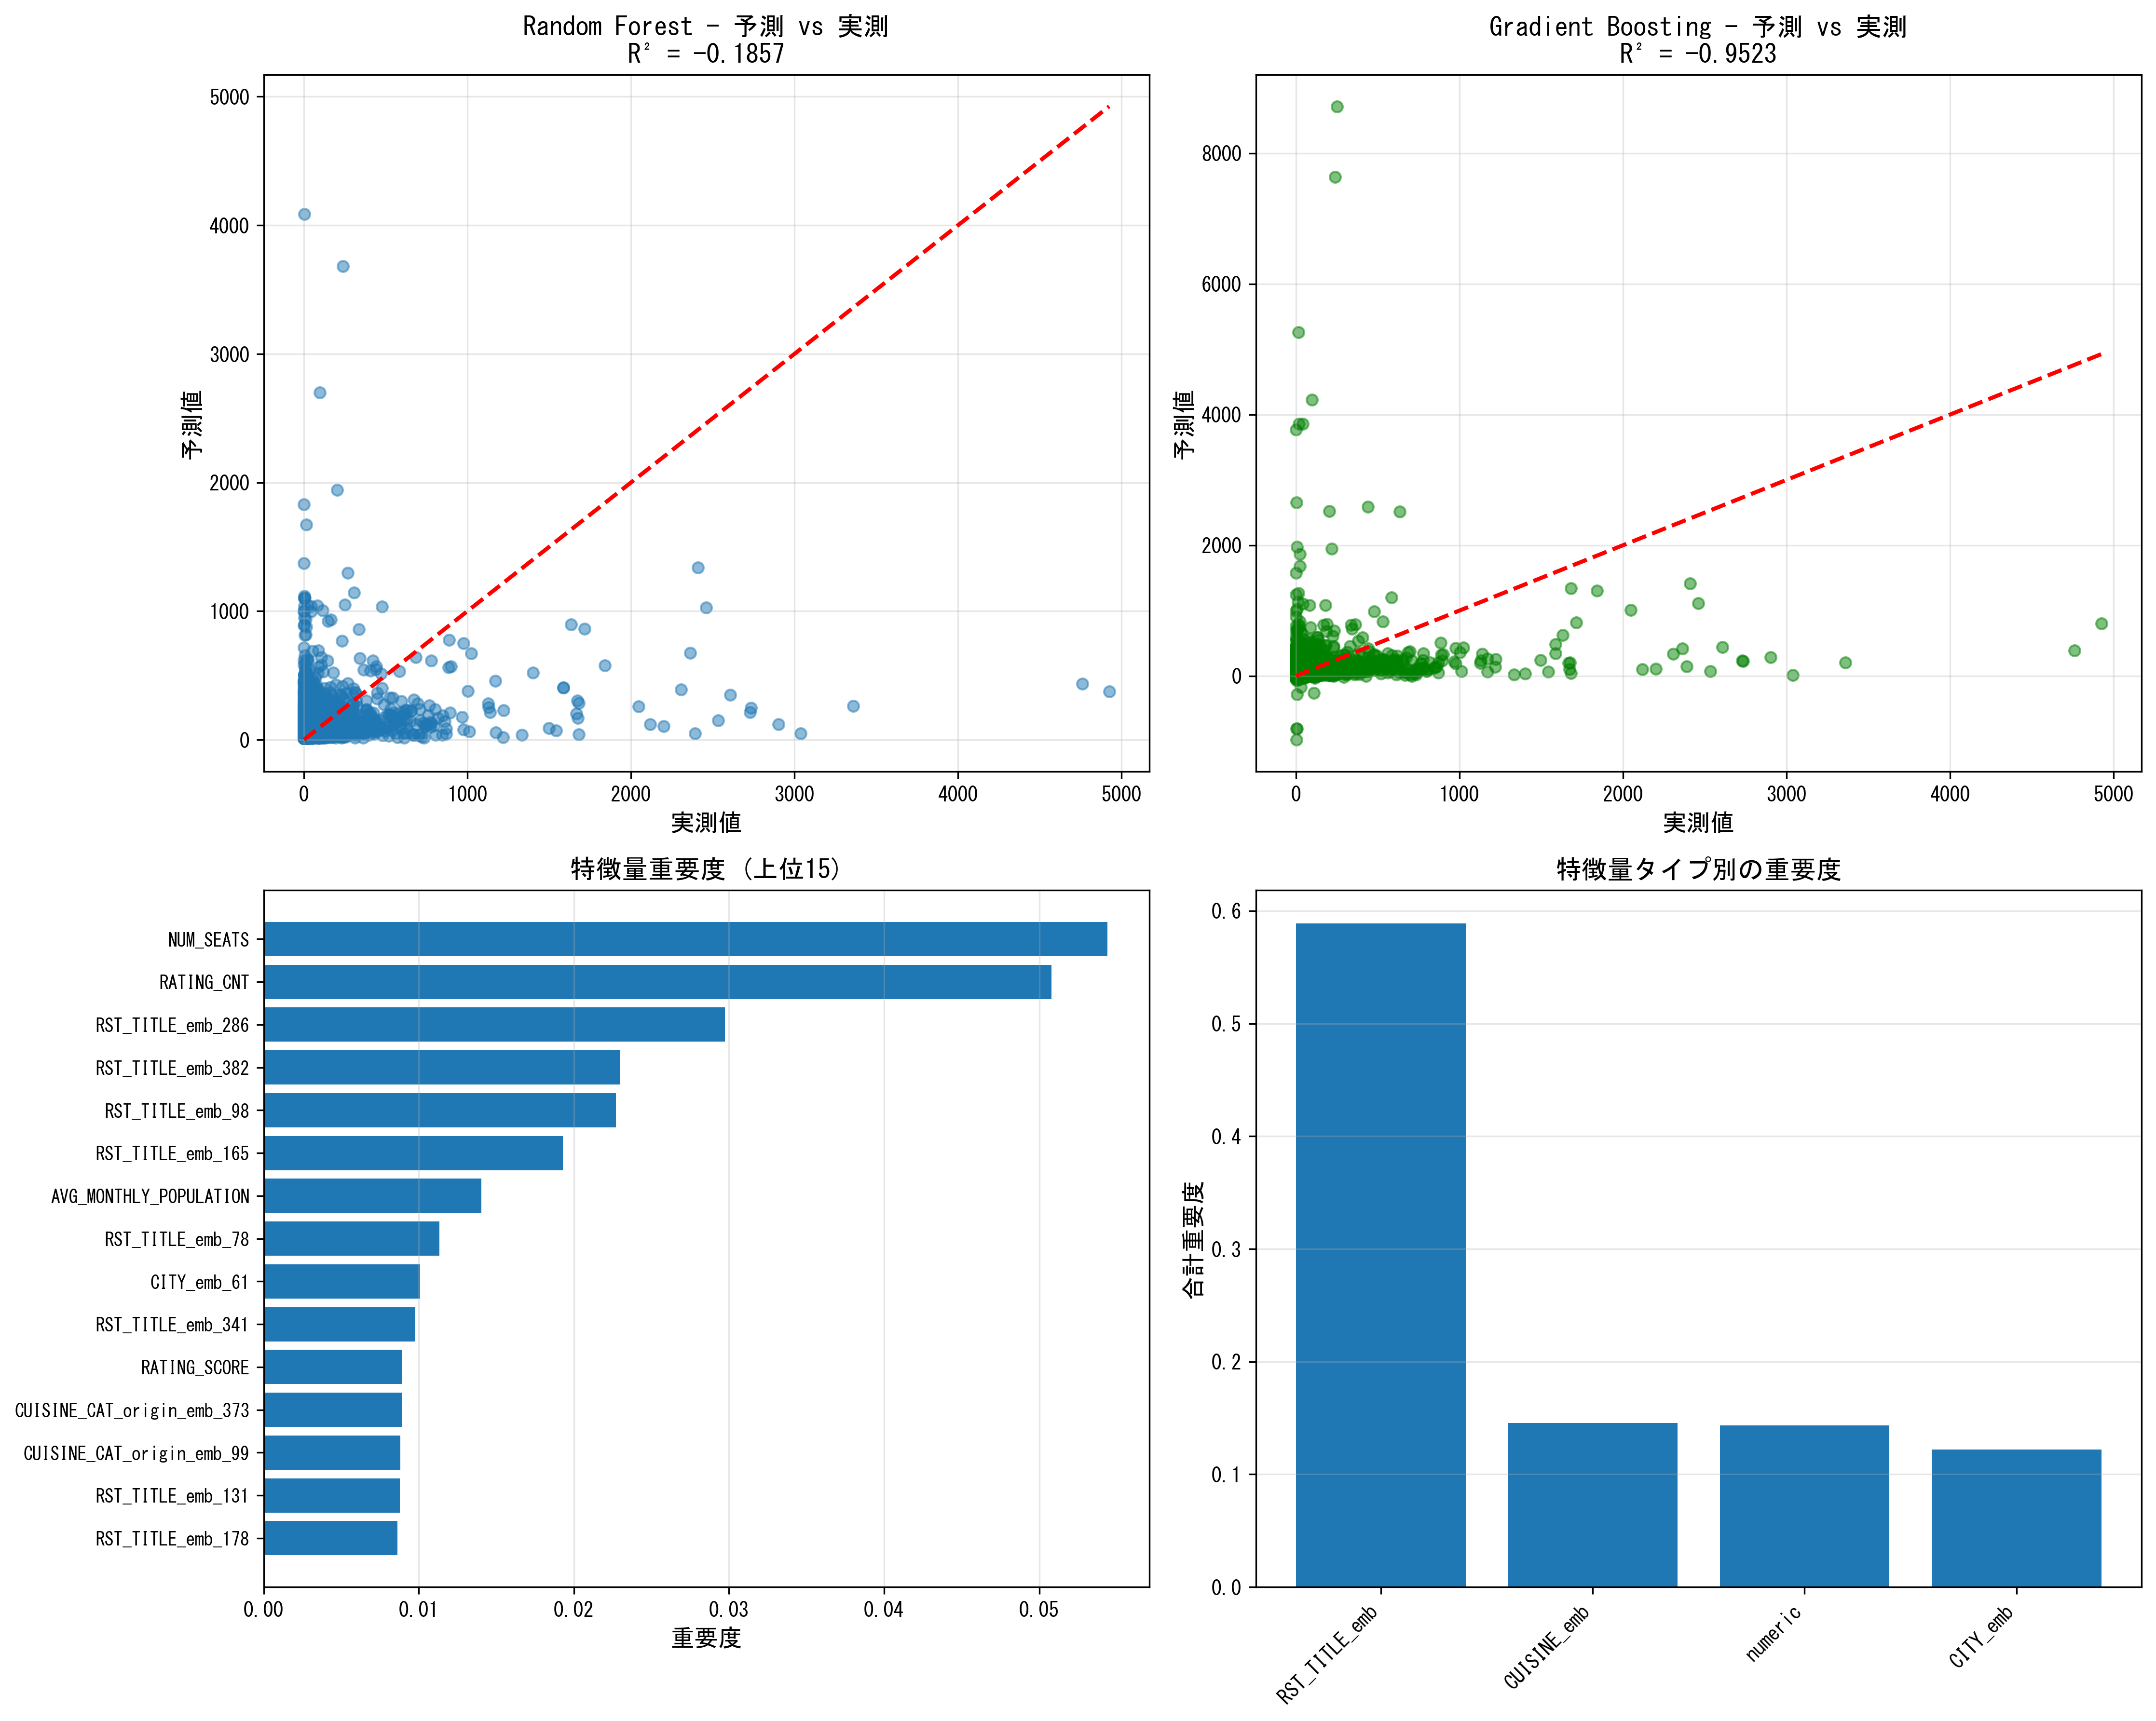 Random Forest - 予測 vs 実測
R² = -0.1857
5000
4000
3000
2000
1000
0
予測値
0 1000 2000 3000 4000 5000
実測値
Gradient Boosting - 予測 vs 実測
R² = -0.9523
8000
6000
4000
2000
0
予測値
0 1000 2000 3000 4000 5000
実測値
特徴量重要度 (上位15)
NUM_SEATS
RATING_CNT
RST_TITLE_emb_286
RST_TITLE_emb_382
RST_TITLE_emb_98
RST_TITLE_emb_165
AVG_MONTHLY_POPULATION
RST_TITLE_emb_78
CITY_emb_61
RST_TITLE_emb_341
RATING_SCORE
CUISINE_CAT_origin_emb_373
CUISINE_CAT_origin_emb_99
RST_TITLE_emb_131
RST_TITLE_emb_178
0.00 0.01 0.02 0.03 0.04 0.05
重要度
特徴量タイプ別の重要度
0.6
0.5
0.4
0.3
0.2
0.1
0.0
合計重要度
RST_TITLE_emb
CUISINE_emb
numeric
CITY_emb